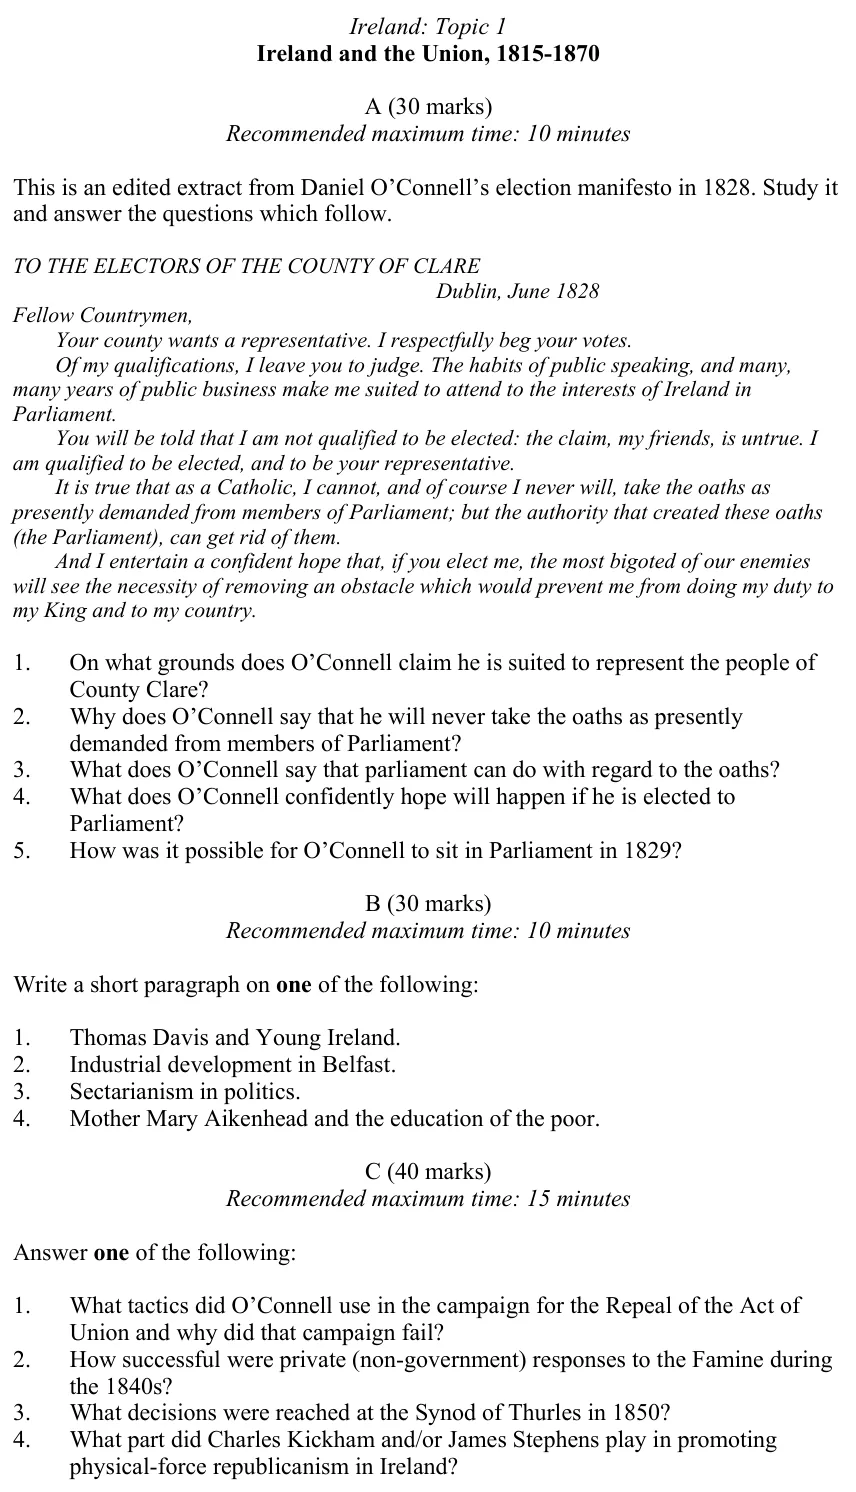 Ireland: Topic 1
Ireland and the Union, 1815-1870
A (30 marks)
Recommended maximum time: 10 minutes
This is an edited extract from Daniel O’Connell’s election manifesto in 1828. Study it
and answer the questions which follow.
TO THE ELECTORS OF THE COUNTY OF CLARE
Dublin, June 1828
Fellow Countrymen,
Your county wants a representative. I respectfully beg your votes.
Of my qualifications, I leave you to judge. The habits of public speaking, and many,
many years of public business make me suited to attend to the interests of Ireland in
Parliament.
You will be told that I am not qualified to be elected: the claim, my friends, is untrue. I
am qualified to be elected, and to be your representative.
It is true that as a Catholic, I cannot, and of course I never will, take the oaths as
presently demanded from members of Parliament; but the authority that created these oaths
(the Parliament), can get rid of them.
And I entertain a confident hope that, if you elect me, the most bigoted of our enemies
will see the necessity of removing an obstacle which would prevent me from doing my duty to
my King and to my country.
1. On what grounds does O’Connell claim he is suited to represent the people of
County Clare?
2. Why does O’Connell say that he will never take the oaths as presently
demanded from members of Parliament?
3. What does O’Connell say that parliament can do with regard to the oaths?
4. What does O’Connell confidently hope will happen if he is elected to
Parliament?
5. How was it possible for O’Connell to sit in Parliament in 1829?
B (30 marks)
Recommended maximum time: 10 minutes
Write a short paragraph on one of the following:
1. Thomas Davis and Young Ireland.
2. Industrial development in Belfast.
3. Sectarianism in politics.
4. Mother Mary Aikenhead and the education of the poor.
C (40 marks)
Recommended maximum time: 15 minutes
Answer one of the following:
1. What tactics did O’Connell use in the campaign for the Repeal of the Act of
Union and why did that campaign fail?
2. How successful were private (non-government) responses to the Famine during
the 1840s?
3. What decisions were reached at the Synod of Thurles in 1850?
4. What part did Charles Kickham and/or James Stephens play in promoting
physical-force republicanism in Ireland?